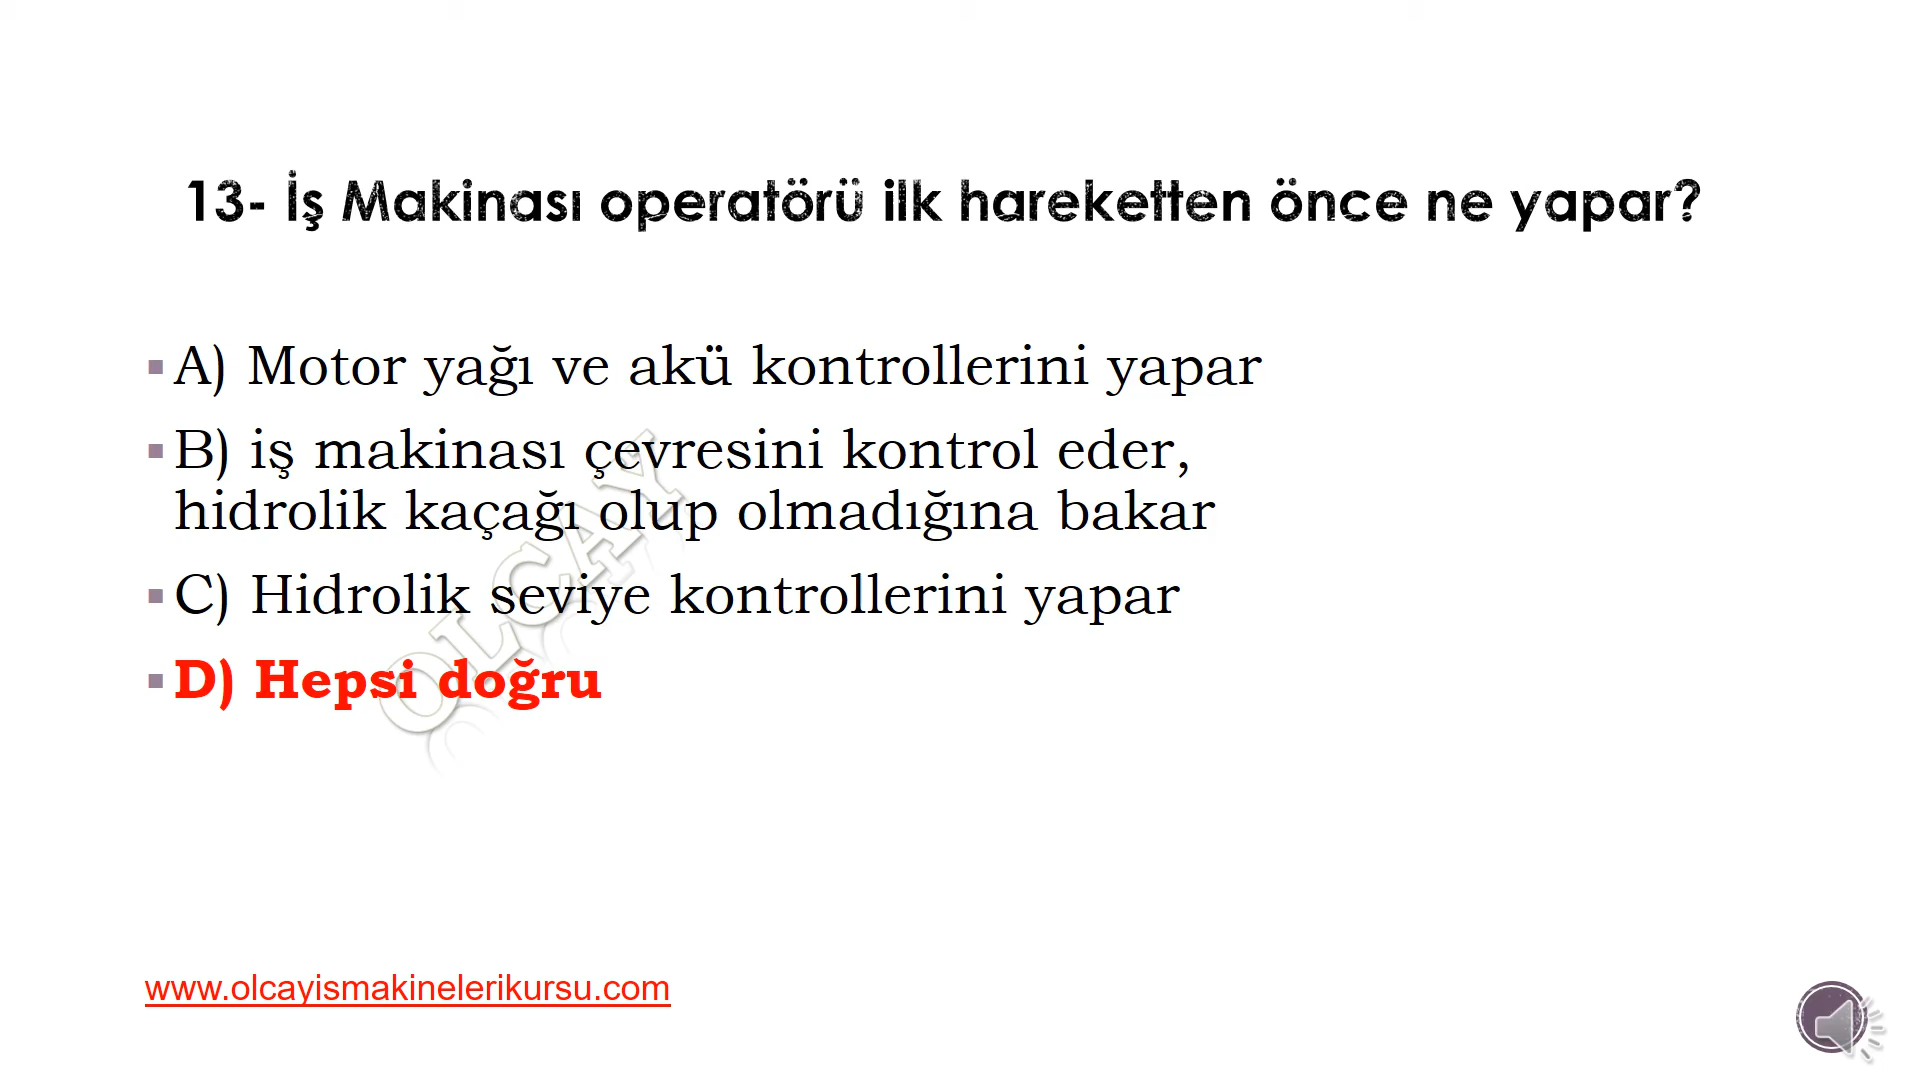 13- İş Makinası operatörü ilk hareketten önce ne yapar?
A) Motor yağı ve akü kontrollerini yapar
B) iş makinası çevresini kontrol eder,
hidrolik kaçağı olup olmadığına bakar
C) Hidrolik seviye kontrollerini yapar
D) Hepsi doğru
OLCAY
www.olcayismakinelerikursu.com